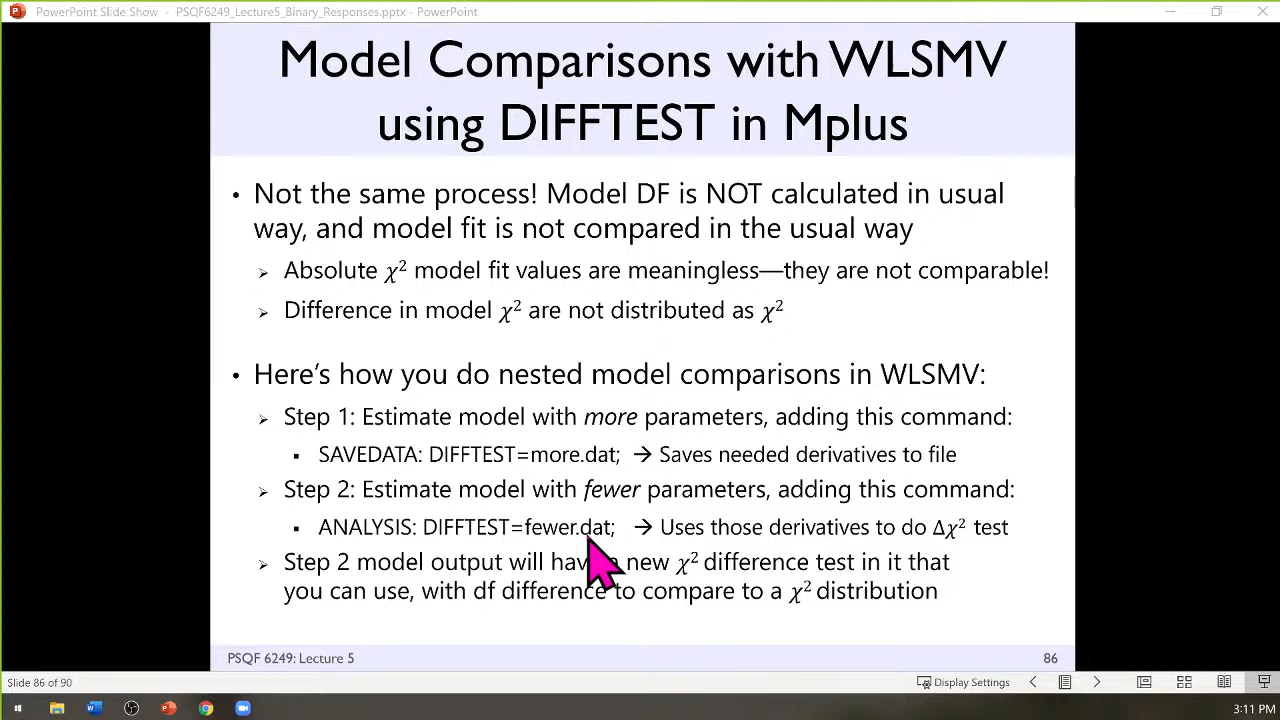 PowerPoint Slide Show - PSQF6249_Lecture5_Binary_Responses.pptx - PowerPoint
Model Comparisons with WLSMV
using DIFFTEST in Mplus
• Not the same process! Model DF is NOT calculated in usual
way, and model fit is not compared in the usual way
➢ Absolute 𝜒² model fit values are meaningless—they are not comparable!
➢ Difference in model 𝜒² are not distributed as 𝜒²
• Here's how you do nested model comparisons in WLSMV:
➢ Step 1: Estimate model with more parameters, adding this command:
▪ SAVEDATA: DIFFTEST=more.dat; → Saves needed derivatives to file
➢ Step 2: Estimate model with fewer parameters, adding this command:
▪ ANALYSIS: DIFFTEST=fewer.dat; → Uses those derivatives to do Δ𝜒² test
➢ Step 2 model output will have a new 𝜒² difference test in it that
you can use, with df difference to compare to a 𝜒² distribution
PSQF 6249: Lecture 5
86
Slide 86 of 90
Display Settings
3:11 PM